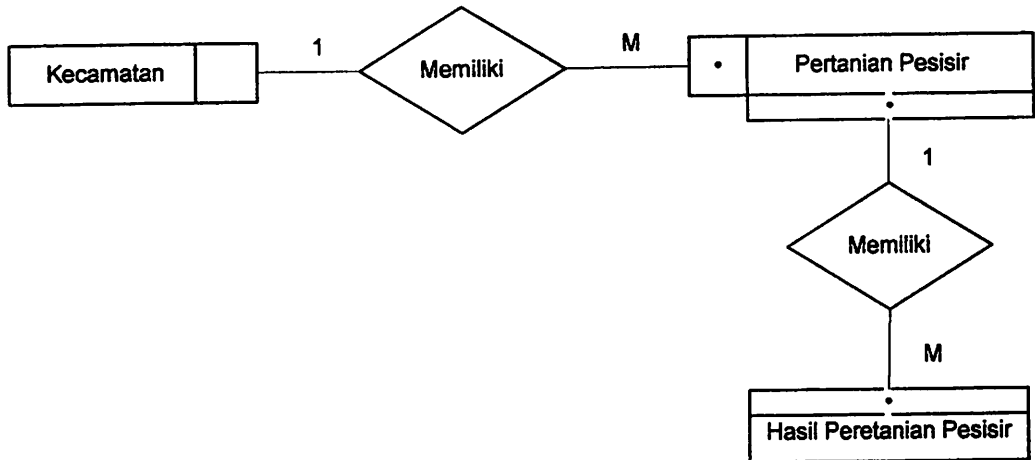 Kecamatan
1
Memiliki
M
Pertanian Pesisir
1
Memiliki
M
Hasil Peretanian Pesisir